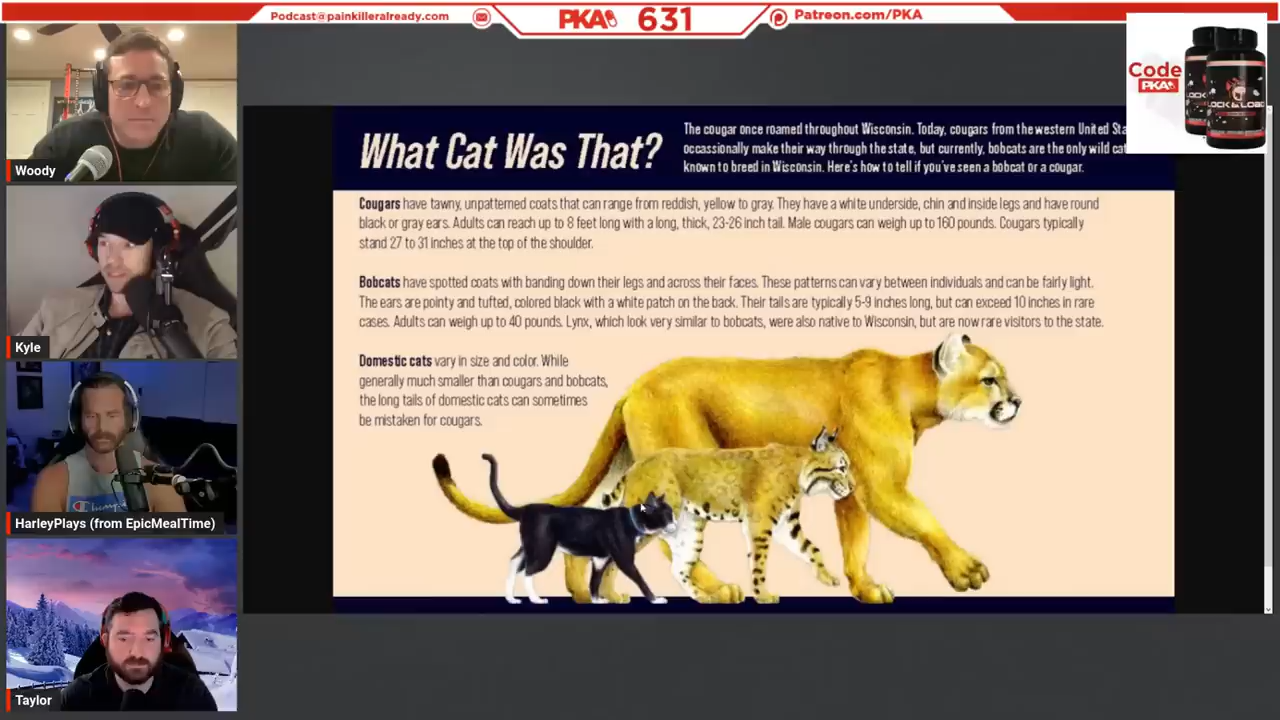 Podcast@painkilleralready.com
PKA 631
Patreon.com/PKA
Code
PKA
LOCK & LOAD
Woody
Kyle
HarleyPlays (from EpicMealTime)
Champion
Taylor
What Cat Was That?
The cougar once roamed throughout Wisconsin. Today, cougars from the western United Sta
occassionally make their way through the state, but currently, bobcats are the only wild cat
known to breed in Wisconsin. Here's how to tell if you've seen a bobcat or a cougar.
Cougars have tawny, unpatterned coats that can range from reddish, yellow to gray. They have a white underside, chin and inside legs and have round
black or gray ears. Adults can reach up to 8 feet long with a long, thick, 23-26 inch tail. Male cougars can weigh up to 160 pounds. Cougars typically
stand 27 to 31 inches at the top of the shoulder.
Bobcats have spotted coats with banding down their legs and across their faces. These patterns can vary between individuals and can be fairly light.
The ears are pointy and tufted, colored black with a white patch on the back. Their tails are typically 5-9 inches long, but can exceed 10 inches in rare
cases. Adults can weigh up to 40 pounds. Lynx, which look very similar to bobcats, were also native to Wisconsin, but are now rare visitors to the state.
Domestic cats vary in size and color. While
generally much smaller than cougars and bobcats,
the long tails of domestic cats can sometimes
be mistaken for cougars.